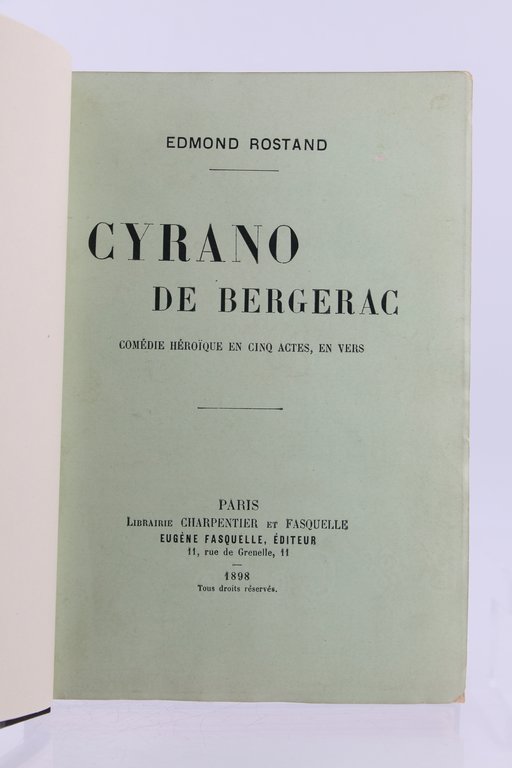 EDMOND ROSTAND
CYRANO
DE BERGERAC
COMÉDIE HÉROÏQUE EN CINQ ACTES, EN VERS
PARIS
LIBRAIRIE CHARPENTIER ET FASQUELLE
EUGÈNE FASQUELLE, ÉDITEUR
11, rue de Grenelle, 11
1898
Tous droits réservés.